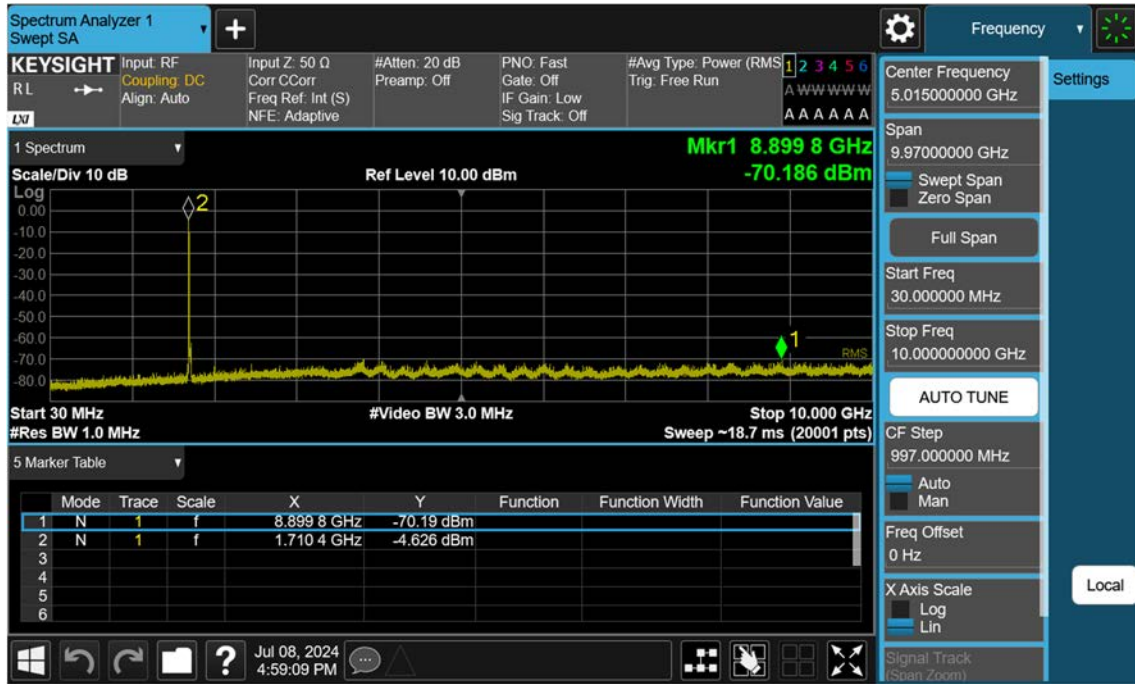 Spectrum Analyzer 1
Swept SA
+
Frequency
KEYSIGHT
RL
LXI
Input: RF
Coupling: DC
Align: Auto
Input Z: 50 Ω
Corr CCorr
Freq Ref: Int (S)
NFE: Adaptive
#Atten: 20 dB
Preamp: Off
PNO: Fast
Gate: Off
IF Gain: Low
Sig Track: Off
#Avg Type: Power (RMS
Trig: Free Run
1 2 3 4 5 6
A W W W W W
A A A A A A
1 Spectrum
Mkr1 8.899 8 GHz
-70.186 dBm
Scale/Div 10 dB
Ref Level 10.00 dBm
Log
0.00
-10.0
-20.0
-30.0
-40.0
-50.0
-60.0
-70.0
-80.0
2
1
RMS
Start 30 MHz
#Video BW 3.0 MHz
Stop 10.000 GHz
#Res BW 1.0 MHz
Sweep ~18.7 ms (20001 pts)
5 Marker Table
Mode Trace Scale X Y Function Function Width Function Value
1 N 1 f 8.899 8 GHz -70.19 dBm
2 N 1 f 1.710 4 GHz -4.626 dBm
3
4
5
6
Center Frequency
5.015000000 GHz
Settings
Span
9.97000000 GHz
Swept Span
Zero Span
Full Span
Start Freq
30.000000 MHz
Stop Freq
10.000000000 GHz
AUTO TUNE
CF Step
997.000000 MHz
Auto
Man
Freq Offset
0 Hz
X Axis Scale
Log
Lin
Local
Signal Track
(Span Zoom)
?
Jul 08, 2024
4:59:09 PM